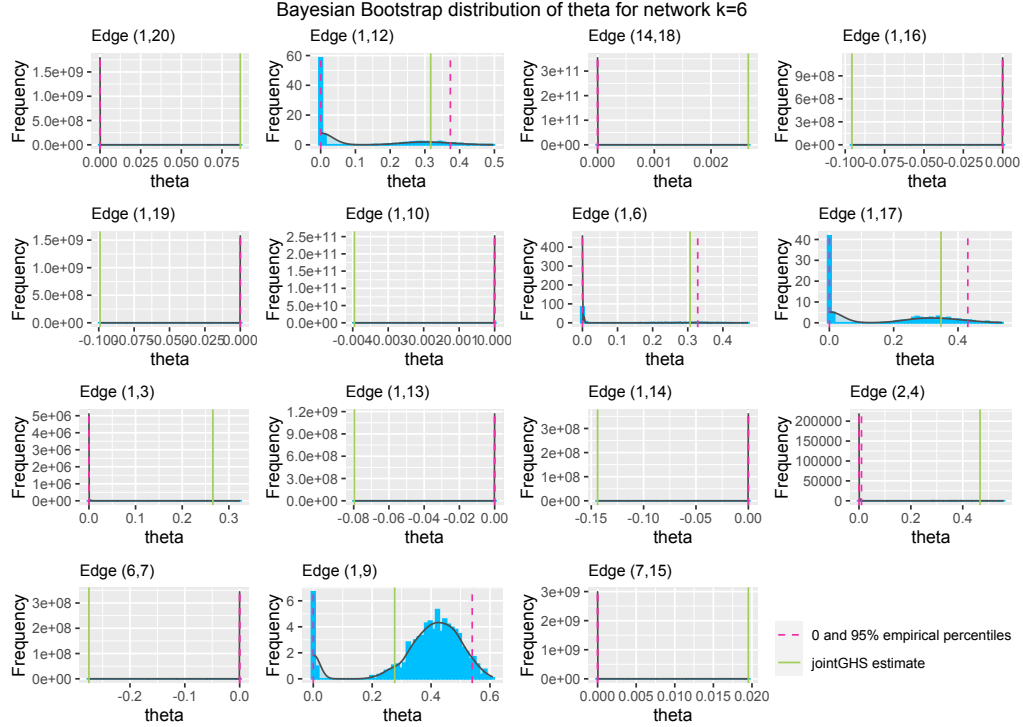 Bayesian Bootstrap distribution of theta for network k=6
Edge (1,20) Edge (1,12) Edge (14,18) Edge (1,16)
Frequency Frequency Frequency Frequency
1.5e+09 60 3e+11 9e+08
1.0e+09 40 2e+11 6e+08
5.0e+08 20 1e+11 3e+08
0.0e+00 0 0e+00 0e+00
0.000 0.025 0.050 0.075 0.0 0.1 0.2 0.3 0.4 0.5 0.000 0.001 0.002 -0.100 -0.075 -0.050 -0.025 0.000
theta theta theta theta
Edge (1,19) Edge (1,10) Edge (1,6) Edge (1,17)
Frequency Frequency Frequency Frequency
1.5e+09 2.5e+11 400 40
1.0e+09 2.0e+11 300 30
5.0e+08 1.5e+11 200 20
0.0e+00 1.0e+11 100 10
5.0e+10 0 0
0.0e+00
-0.100 -0.075 -0.050 -0.025 0.000 -0.004 -0.003 -0.002 -0.001 0.000 0.0 0.1 0.2 0.3 0.4 0.0 0.2 0.4
theta theta theta theta
Edge (1,3) Edge (1,13) Edge (1,14) Edge (2,4)
Frequency Frequency Frequency Frequency
5e+06 1.2e+09 3e+08 200000
4e+06 9.0e+08 2e+08 150000
3e+06 6.0e+08 1e+08 100000
2e+06 3.0e+08 0e+00 50000
1e+06 0.0e+00 0
0e+00
0.0 0.1 0.2 0.3 -0.08 -0.06 -0.04 -0.02 0.00 -0.15 -0.10 -0.05 0.00 0.0 0.2 0.4
theta theta theta theta
Edge (6,7) Edge (1,9) Edge (7,15)
Frequency Frequency Frequency
3e+08 6 3e+09
2e+08 4 2e+09
1e+08 2 1e+09
0e+00 0 0e+00
-0.2 -0.1 0.0 0.0 0.2 0.4 0.6 0.000 0.005 0.010 0.015 0.020
theta theta theta
0 and 95% empirical percentiles
jointGHS estimate